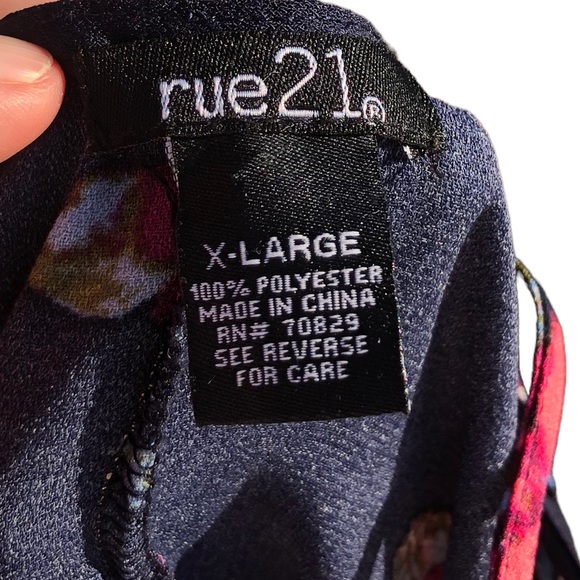 rue21®
X-LARGE
100% POLYESTER
MADE IN CHINA
RN# 70829
SEE REVERSE
FOR CARE